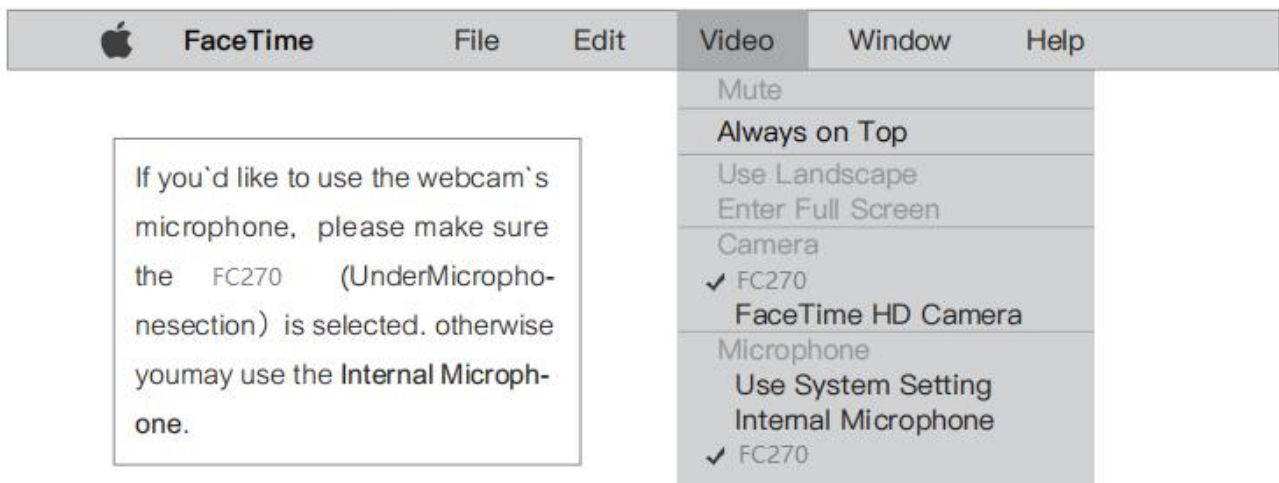 FaceTime File Edit Video Window Help
Mute
Always on Top
Use Landscape
Enter Full Screen
Camera
✓ FC270
FaceTime HD Camera
Microphone
Use System Setting
Internal Microphone
✓ FC270
If you`d like to use the webcam`s
microphone, please make sure
the FC270 (UnderMicropho-
nesection) is selected. otherwise
youmay use the Internal Microph-
one.